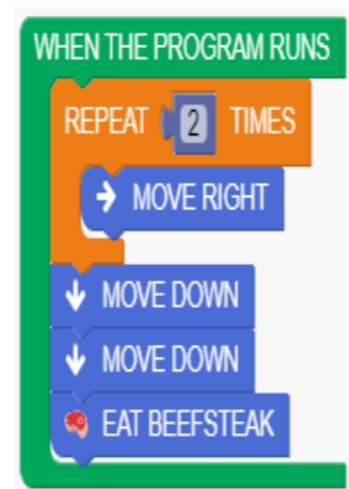 WHEN THE PROGRAM RUNS
REPEAT 2 TIMES
MOVE RIGHT
MOVE DOWN
MOVE DOWN
EAT BEEFSTEAK